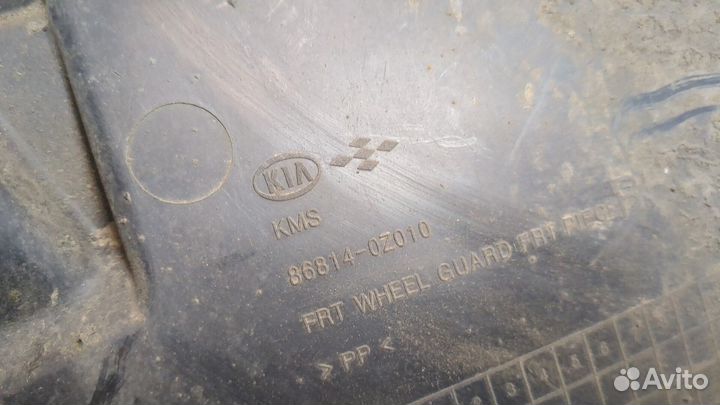 KIA
KMS
86814-0Z010
FRT WHEEL GUARD FRT PIECE
> PP <
Avito